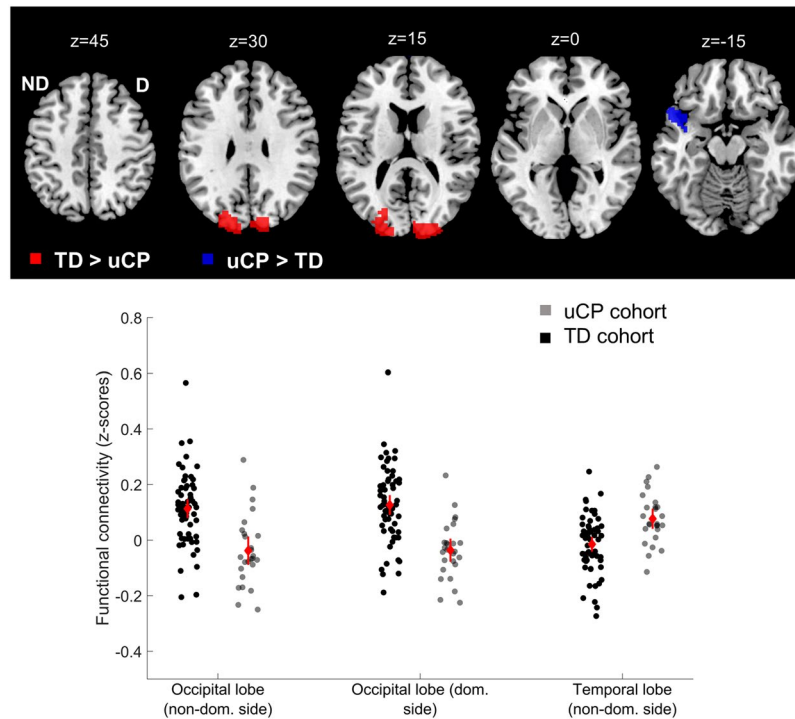 z=45 z=30 z=15 z=0 z=-15
ND D
TD > uCP uCP > TD
uCP cohort
TD cohort
Functional connectivity (z-scores)
0.8
0.6
0.4
0.2
0
-0.2
-0.4
Occipital lobe Occipital lobe (dom. Temporal lobe
(non-dom. side) side) (non-dom. side)